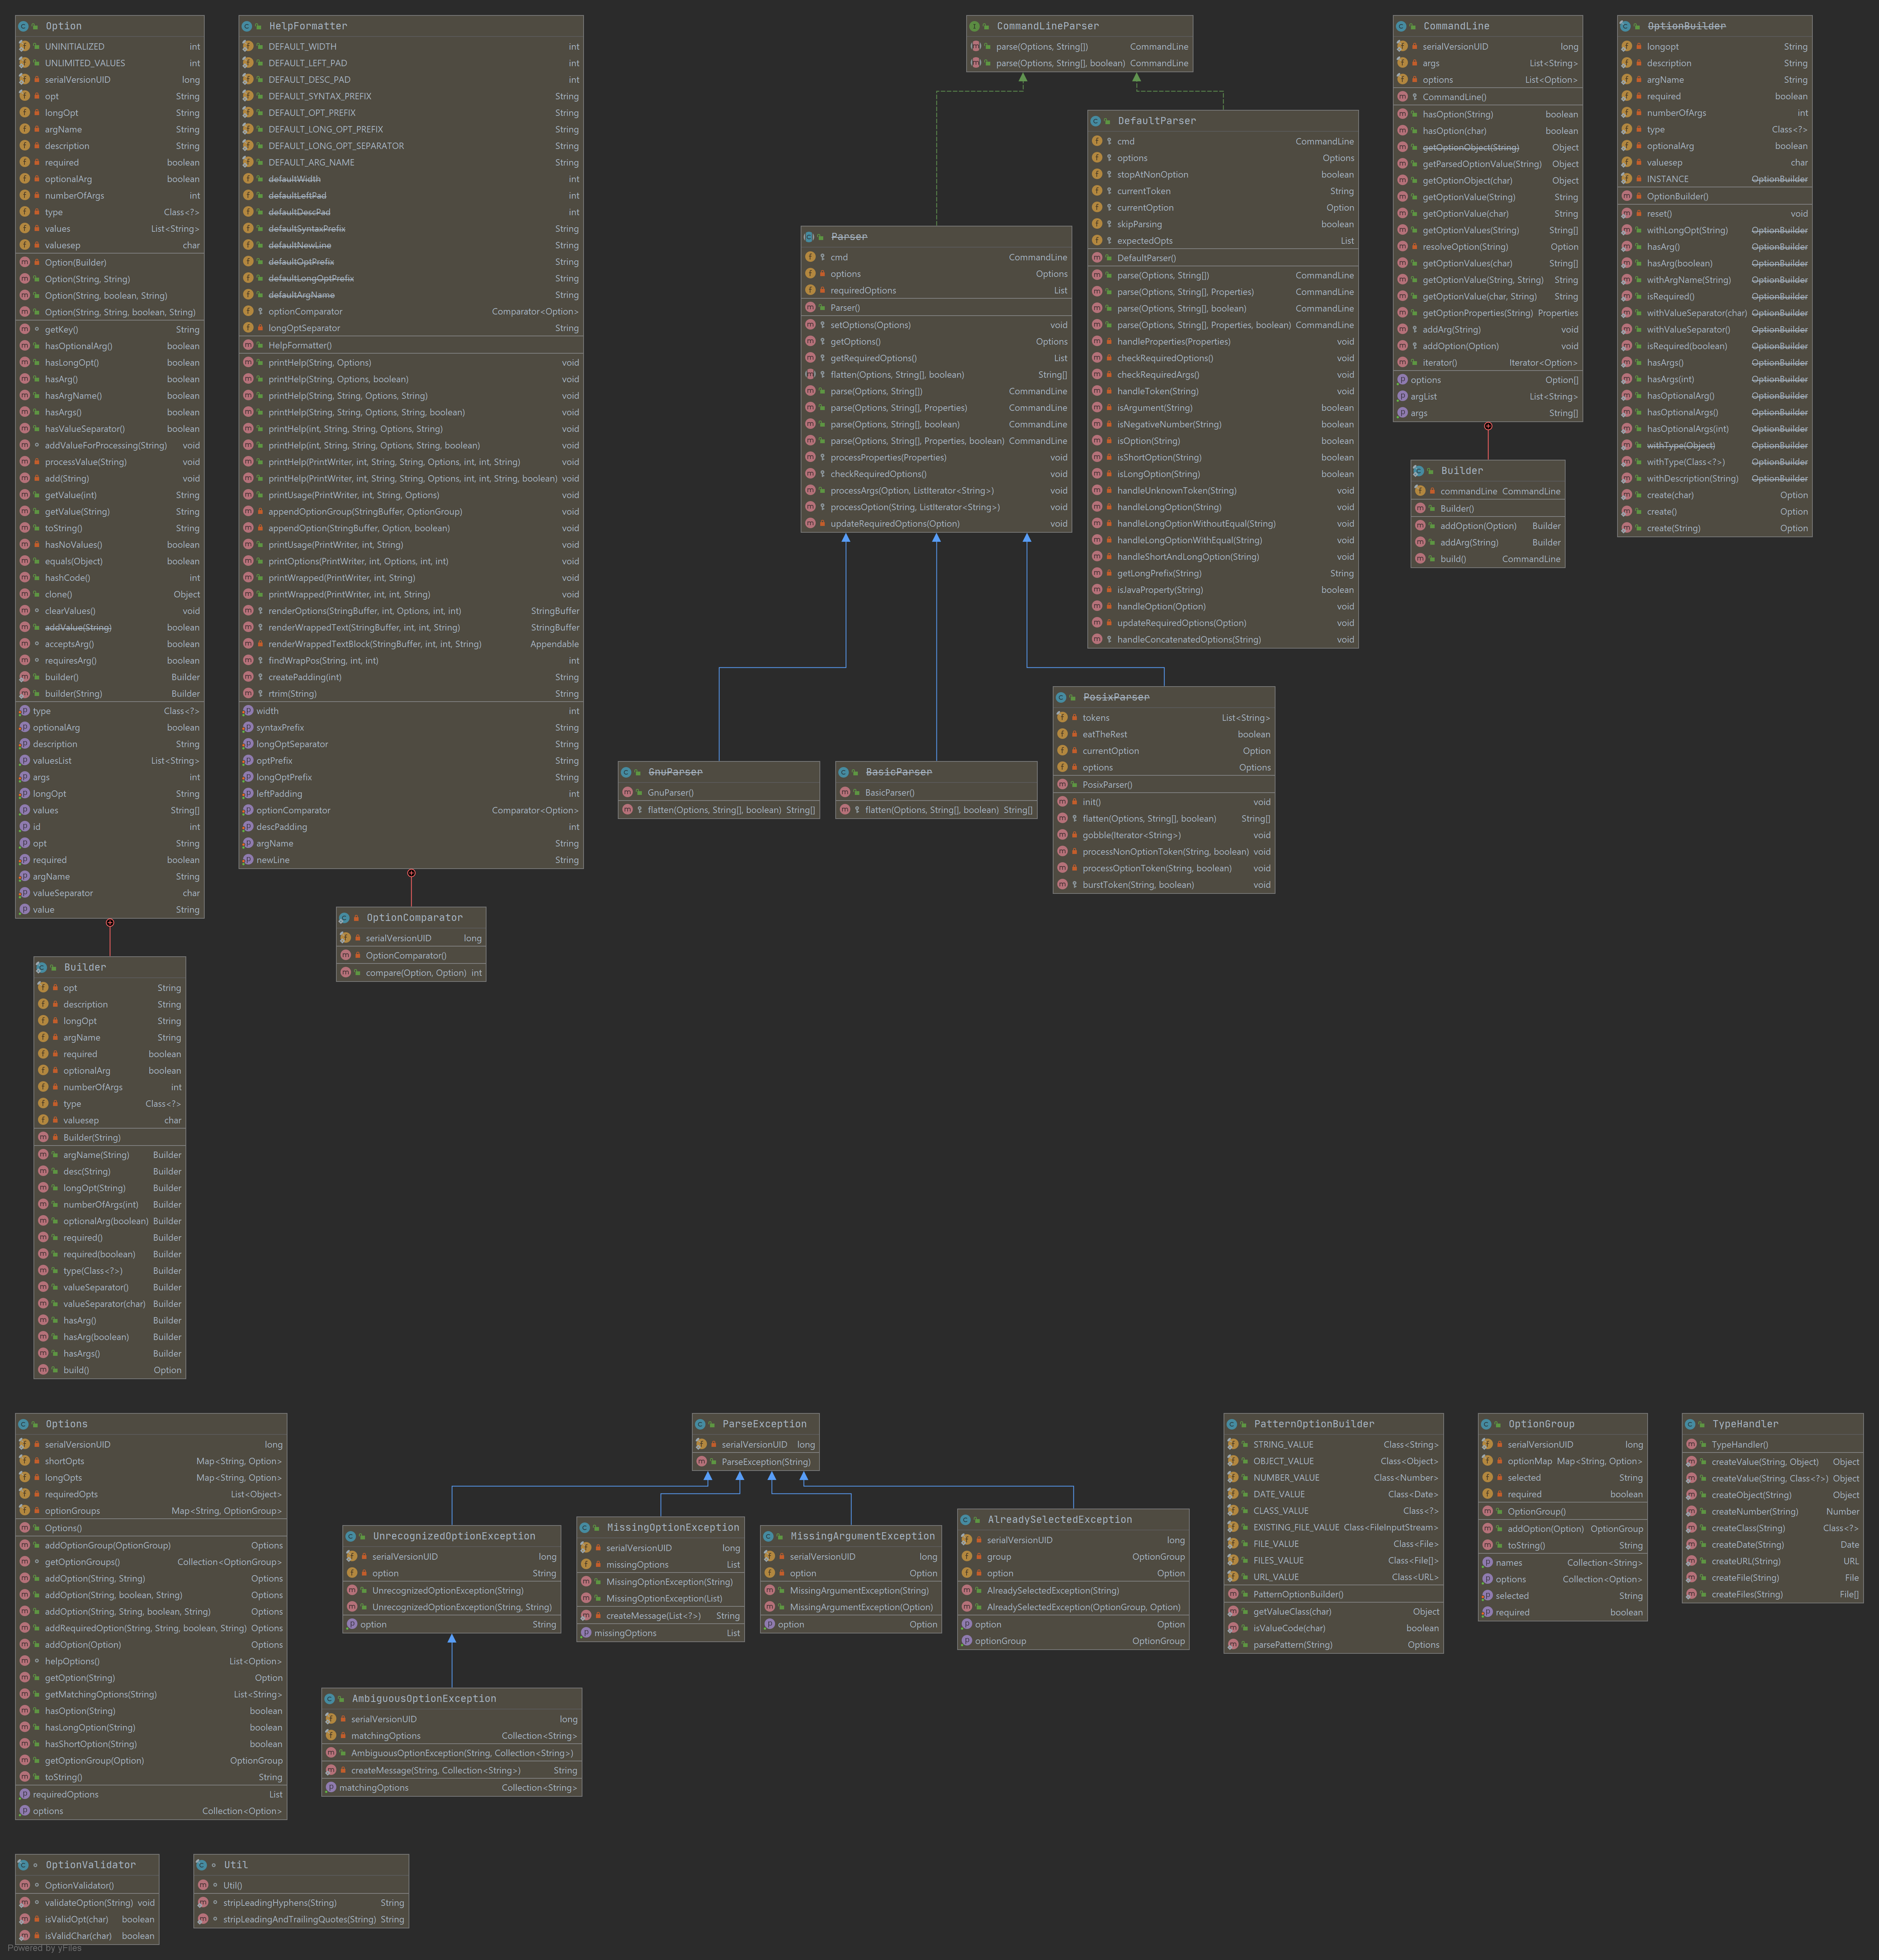 Option
UNINITIALIZED int
UNLIMITED_VALUES int
serialVersionUID long
opt String
longOpt String
argName String
description String
required boolean
optionalArg boolean
numberOfArgs int
type Class<?>
values List<String>
valuesep char
Option(Builder)
Option(String, String)
Option(String, boolean, String)
Option(String, String, boolean, String)
getKey() String
hasOptionalArg() boolean
hasLongOpt() boolean
hasArg() boolean
hasArgName() boolean
hasArgs() boolean
hasValueSeparator() boolean
addValueForProcessing(String) void
processValue(String) void
add(String) void
getValue(int) String
getValue(String) String
toString() String
hasNoValues() boolean
equals(Object) boolean
hashCode() int
clone() Object
clearValues() void
addValue(String) boolean
acceptsArg() boolean
requiresArg() boolean
builder() Builder
builder(String) Builder
type Class<?>
optionalArg boolean
description String
valuesList List<String>
args int
longOpt String
values String[]
id int
opt String
required boolean
argName String
valueSeparator char
value String
Builder
opt String
description String
longOpt String
argName String
required boolean
optionalArg boolean
numberOfArgs int
type Class<?>
valuesep char
Builder(String)
argName(String) Builder
desc(String) Builder
longOpt(String) Builder
numberOfArgs(int) Builder
optionalArg(boolean) Builder
required() Builder
required(boolean) Builder
type(Class<?>) Builder
valueSeparator() Builder
valueSeparator(char) Builder
hasArg() Builder
hasArg(boolean) Builder
hasArgs() Builder
build() Option
HelpFormatter
DEFAULT_WIDTH int
DEFAULT_LEFT_PAD int
DEFAULT_DESC_PAD int
DEFAULT_SYNTAX_PREFIX String
DEFAULT_OPT_PREFIX String
DEFAULT_LONG_OPT_PREFIX String
DEFAULT_LONG_OPT_SEPARATOR String
DEFAULT_ARG_NAME String
defaultWidth int
defaultLeftPad int
defaultDescPad int
defaultSyntaxPrefix String
defaultNewLine String
defaultOptPrefix String
defaultLongOptPrefix String
defaultArgName String
optionComparator Comparator<Option>
longOptSeparator String
HelpFormatter()
printHelp(String, Options) void
printHelp(String, Options, boolean) void
printHelp(String, String, Options, String) void
printHelp(String, String, Options, String, boolean) void
printHelp(int, String, String, Options, String) void
printHelp(int, String, String, Options, String, boolean) void
printHelp(PrintWriter, int, String, String, Options, int, int, String) void
printHelp(PrintWriter, int, String, String, Options, int, int, String, boolean) void
printUsage(PrintWriter, int, String, Options) void
appendOptionGroup(StringBuffer, OptionGroup) void
appendOption(StringBuffer, Option, boolean) void
printUsage(PrintWriter, int, String) void
printOptions(PrintWriter, int, Options, int, int) void
printWrapped(PrintWriter, int, String) void
printWrapped(PrintWriter, int, int, String) void
renderOptions(StringBuffer, int, Options, int, int) StringBuffer
renderWrappedText(StringBuffer, int, int, String) StringBuffer
renderWrappedTextBlock(StringBuffer, int, int, String) Appendable
findWrapPos(String, int, int) int
createPadding(int) String
rtrim(String) String
width int
syntaxPrefix String
longOptSeparator String
optPrefix String
longOptPrefix String
leftPadding int
optionComparator Comparator<Option>
descPadding int
argName String
newLine String
OptionComparator
serialVersionUID long
OptionComparator()
compare(Option, Option) int
CommandLineParser
parse(Options, String[]) CommandLine
parse(Options, String[], boolean) CommandLine
Parser
cmd CommandLine
options Options
requiredOptions List
Parser()
setOptions(Options) void
getOptions() Options
getRequiredOptions() List
flatten(Options, String[], boolean) String[]
parse(Options, String[]) CommandLine
parse(Options, String[], Properties) CommandLine
parse(Options, String[], boolean) CommandLine
parse(Options, String[], Properties, boolean) CommandLine
processProperties(Properties) void
checkRequiredOptions() void
processArgs(Option, ListIterator<String>) void
processOption(String, ListIterator<String>) void
updateRequiredOptions(Option) void
DefaultParser
cmd CommandLine
options Options
stopAtNonOption boolean
currentToken String
currentOption Option
skipParsing boolean
expectedOpts List
DefaultParser()
parse(Options, String[]) CommandLine
parse(Options, String[], Properties) CommandLine
parse(Options, String[], boolean) CommandLine
parse(Options, String[], Properties, boolean) CommandLine
handleProperties(Properties) void
checkRequiredOptions() void
checkRequiredArgs() void
handleToken(String) void
isArgument(String) boolean
isNegativeNumber(String) boolean
isOption(String) boolean
isShortOption(String) boolean
isLongOption(String) boolean
handleUnknownToken(String) void
handleLongOption(String) void
handleLongOptionWithoutEqual(String) void
handleLongOptionWithEqual(String) void
handleShortAndLongOption(String) void
getLongPrefix(String) String
isJavaProperty(String) boolean
handleOption(Option) void
updateRequiredOptions(Option) void
handleConcatenatedOptions(String) void
GnuParser
GnuParser()
flatten(Options, String[], boolean) String[]
BasicParser
BasicParser()
flatten(Options, String[], boolean) String[]
PosixParser
tokens List<String>
eatTheRest boolean
currentOption Option
options Options
PosixParser()
init() void
flatten(Options, String[], boolean) String[]
gobble(Iterator<String>) void
processNonOptionToken(String, boolean) void
processOptionToken(String, boolean) void
burstToken(String, boolean) void
CommandLine
serialVersionUID long
args List<String>
options List<Option>
CommandLine()
hasOption(String) boolean
hasOption(char) boolean
getOptionObject(String) Object
getParsedOptionValue(String) Object
getOptionObject(char) Object
getOptionValue(String) String
getOptionValue(char) String
getOptionValues(String) String[]
resolveOption(String) Option
getOptionValues(char) String[]
getOptionValue(String, String) String
getOptionValue(char, String) String
getOptionProperties(String) Properties
addArg(String) void
addOption(Option) void
iterator() Iterator<Option>
options Option[]
argList List<String>
args String[]
Builder
commandLine CommandLine
Builder()
addOption(Option) Builder
addArg(String) Builder
build() CommandLine
OptionBuilder
longopt String
description String
argName String
required boolean
numberOfArgs int
type Class<?>
optionalArg boolean
valuesep char
INSTANCE OptionBuilder
OptionBuilder()
reset() void
withLongOpt(String) OptionBuilder
hasArg() OptionBuilder
hasArg(boolean) OptionBuilder
withArgName(String) OptionBuilder
isRequired() OptionBuilder
withValueSeparator(char) OptionBuilder
withValueSeparator() OptionBuilder
isRequired(boolean) OptionBuilder
hasArgs() OptionBuilder
hasArgs(int) OptionBuilder
hasOptionalArg() OptionBuilder
hasOptionalArgs() OptionBuilder
hasOptionalArgs(int) OptionBuilder
withType(Object) OptionBuilder
withType(Class<?>) OptionBuilder
withDescription(String) OptionBuilder
create(char) Option
create() Option
create(String) Option
Options
serialVersionUID long
shortOpts Map<String, Option>
longOpts Map<String, Option>
requiredOpts List<Object>
optionGroups Map<String, OptionGroup>
Options()
addOptionGroup(OptionGroup) Options
getOptionGroups() Collection<OptionGroup>
addOption(String, String) Options
addOption(String, boolean, String) Options
addOption(String, String, boolean, String) Options
addRequiredOption(String, String, boolean, String) Options
addOption(Option) Options
helpOptions() List<Option>
getOption(String) Option
getMatchingOptions(String) List<String>
hasOption(String) boolean
hasLongOption(String) boolean
hasShortOption(String) boolean
getOptionGroup(Option) OptionGroup
toString() String
requiredOptions List
options Collection<Option>
ParseException
serialVersionUID long
ParseException(String)
UnrecognizedOptionException
serialVersionUID long
option String
UnrecognizedOptionException(String)
UnrecognizedOptionException(String, String)
option String
MissingOptionException
serialVersionUID long
missingOptions List
MissingOptionException(String)
MissingOptionException(List)
createMessage(List<?>) String
missingOptions List
MissingArgumentException
serialVersionUID long
option Option
MissingArgumentException(String)
MissingArgumentException(Option)
option Option
AlreadySelectedException
serialVersionUID long
group OptionGroup
option Option
AlreadySelectedException(String)
AlreadySelectedException(OptionGroup, Option)
option Option
optionGroup OptionGroup
AmbiguousOptionException
serialVersionUID long
matchingOptions Collection<String>
AmbiguousOptionException(String, Collection<String>)
createMessage(String, Collection<String>) String
matchingOptions Collection<String>
PatternOptionBuilder
STRING_VALUE Class<String>
OBJECT_VALUE Class<Object>
NUMBER_VALUE Class<Number>
DATE_VALUE Class<Date>
CLASS_VALUE Class<?>
EXISTING_FILE_VALUE Class<FileInputStream>
FILE_VALUE Class<File>
FILES_VALUE Class<File[]>
URL_VALUE Class<URL>
PatternOptionBuilder()
getValueClass(char) Object
isValueCode(char) boolean
parsePattern(String) Options
OptionGroup
serialVersionUID long
optionMap Map<String, Option>
selected String
required boolean
OptionGroup()
addOption(Option) OptionGroup
toString() String
names Collection<String>
options Collection<Option>
selected String
required boolean
TypeHandler
TypeHandler()
createValue(String, Object) Object
createValue(String, Class<?>) Object
createObject(String) Object
createNumber(String) Number
createClass(String) Class<?>
createDate(String) Date
createURL(String) URL
createFile(String) File
createFiles(String) File[]
OptionValidator
OptionValidator()
validateOption(String) void
isValidOpt(char) boolean
isValidChar(char) boolean
Util
Util()
stripLeadingHyphens(String) String
stripLeadingAndTrailingQuotes(String) String
Powered by yFiles